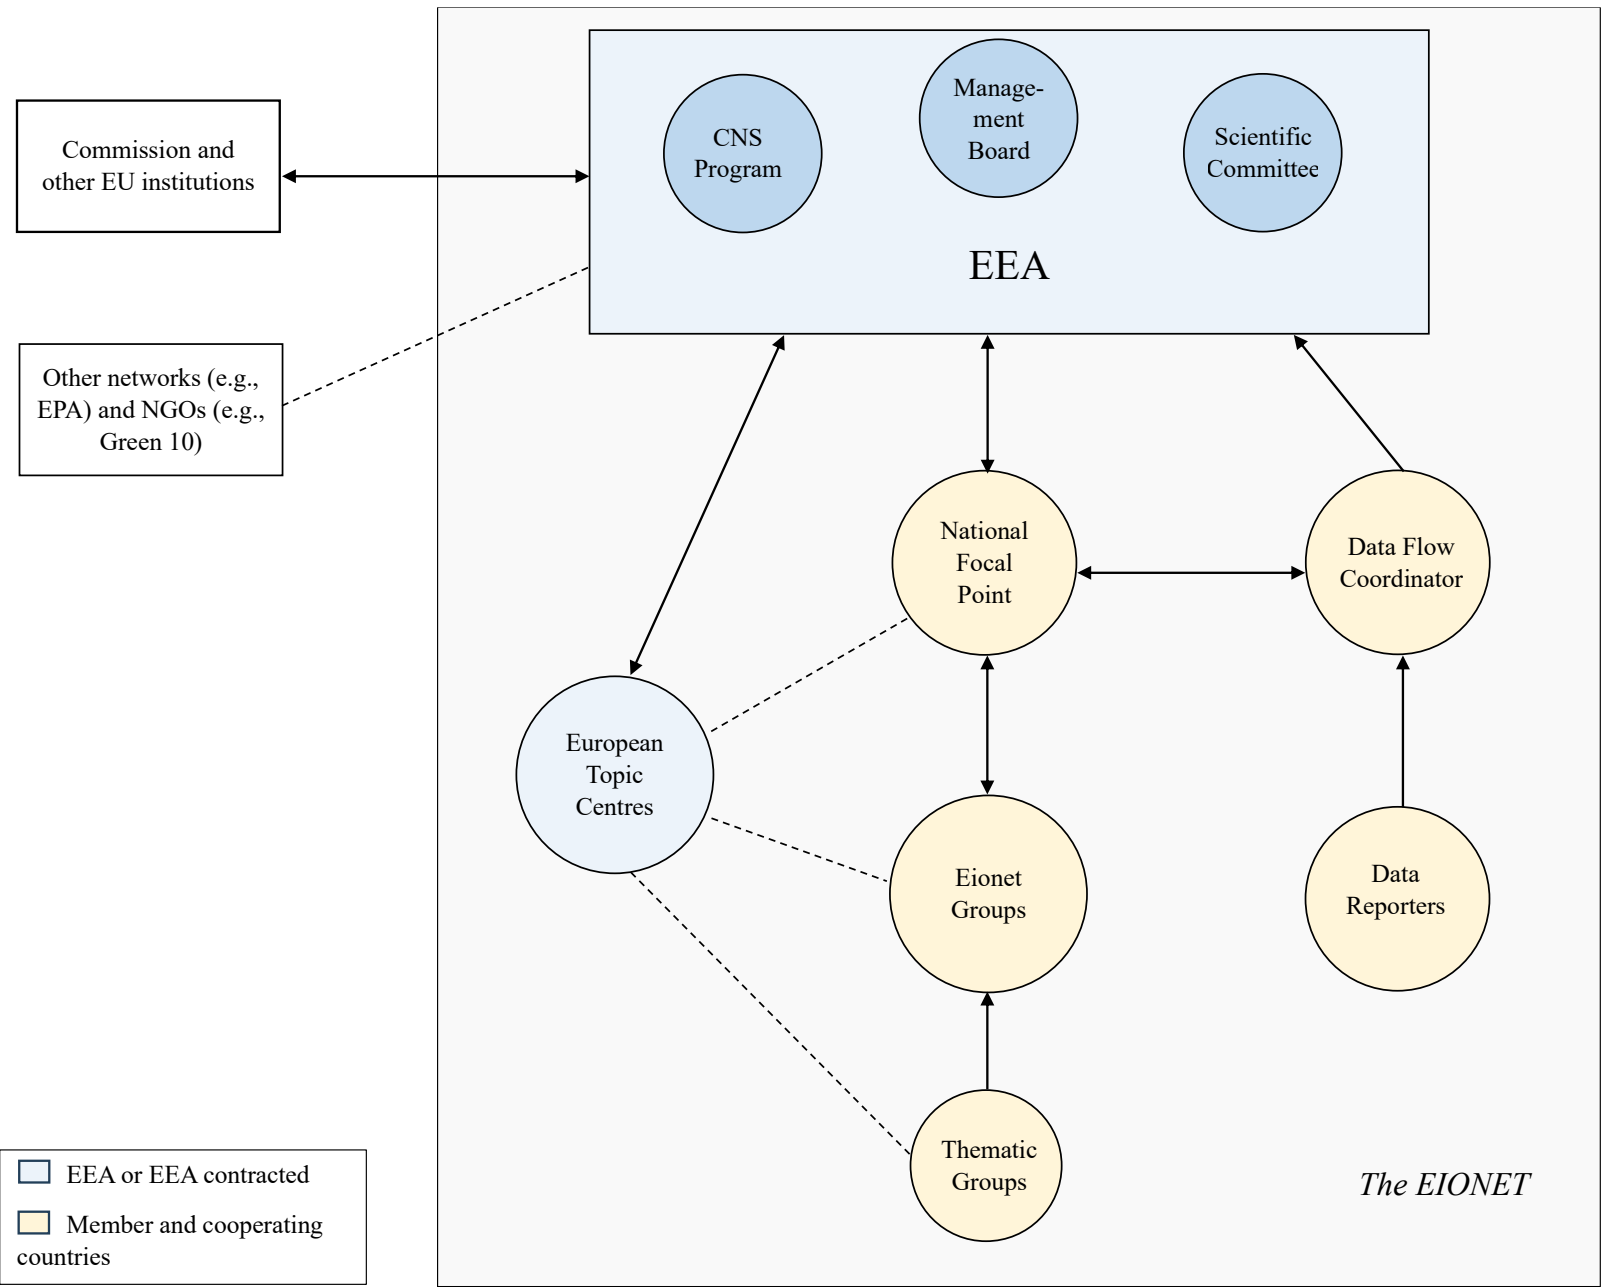 Manage-
ment
Board
CNS
Program
Scientific
Committee
Commission and
other EU institutions
EEA
Other networks (e.g.,
EPA) and NGOs (e.g.,
Green 10)
National
Focal
Point
Data Flow
Coordinator
European
Topic
Centres
Eionet
Groups
Data
Reporters
Thematic
Groups
The EIONET
EEA or EEA contracted
Member and cooperating
countries